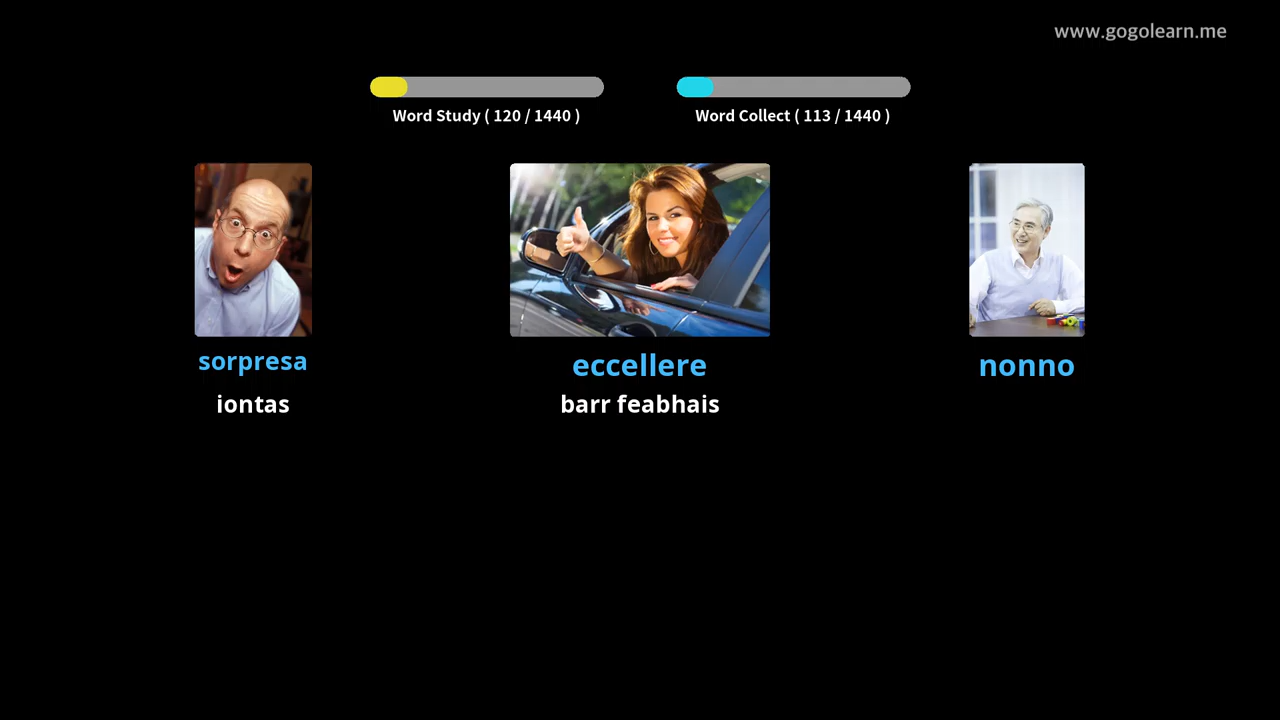 www.gogolearn.me
Word Study ( 120 / 1440 )
Word Collect ( 113 / 1440 )
sorpresa
iontas
eccellere
barr feabhais
nonno